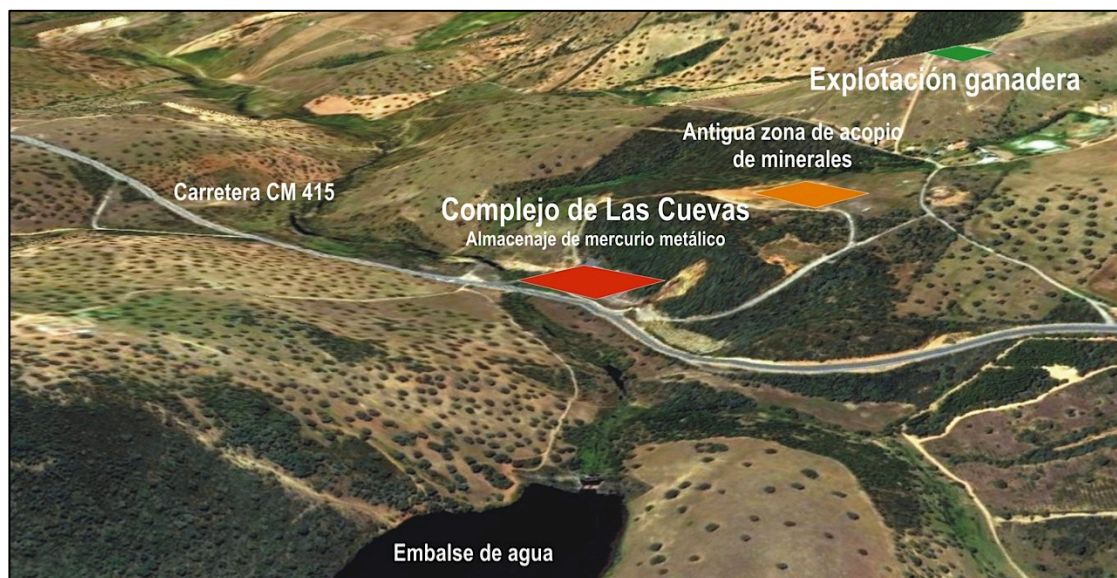 Explotación ganadera
Antigua zona de acopio
de minerales
Carretera CM 415
Complejo de Las Cuevas
Almacenaje de mercurio metálico
Embalse de agua